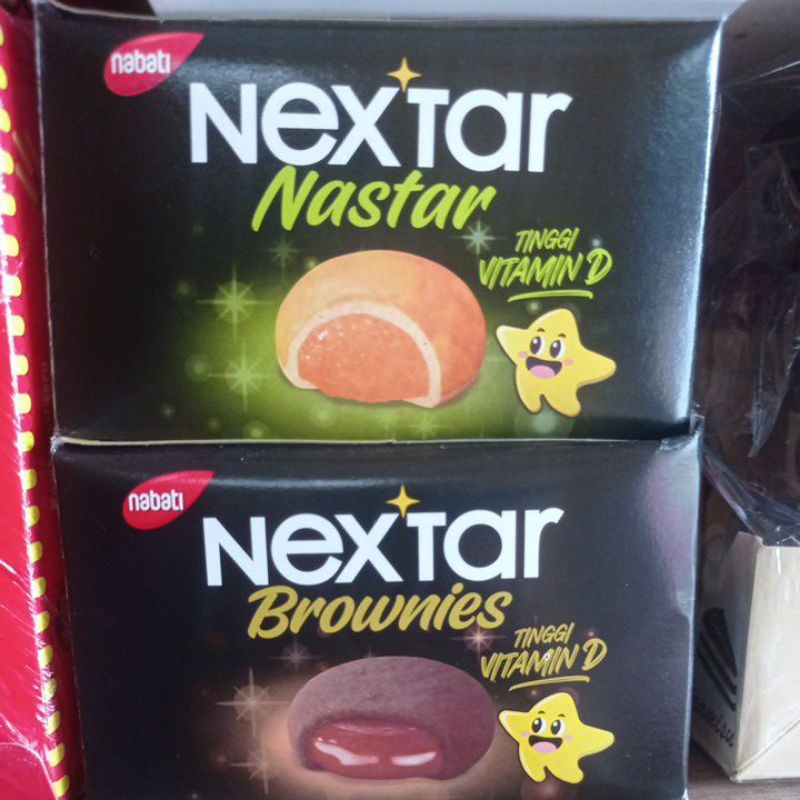 nabati
NexTar
Nastar
TINGGI
VITAMIN D
nabati
NexTar
Brownies
TINGGI
VITAMIN D